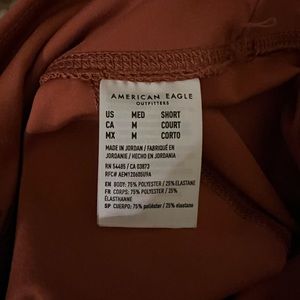 AMERICAN EAGLE
OUTFITTERS
US MED SHORT
CA M COURT
MX M CORTO
MADE IN JORDAN / FABRIQUÉ EN
JORDANIE / HECHO EN JORDANIA
RN 54485 / CA 03873
RFC# AEM120605U9A
EN BODY: 75% POLYESTER / 25% ELASTANE
FR CORPS: 75% POLYESTER / 25%
ÉLASTHANNE
SP CUERPO: 75% poliéster / 25% elastane